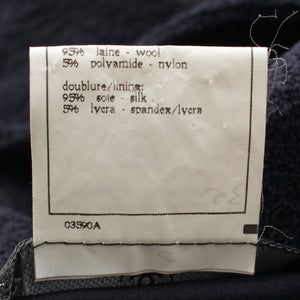 95% laine - wool
5% polyamide - nylon
doublure/lining:
95% soie - silk
5% lycra - spandex/lycra
03590A